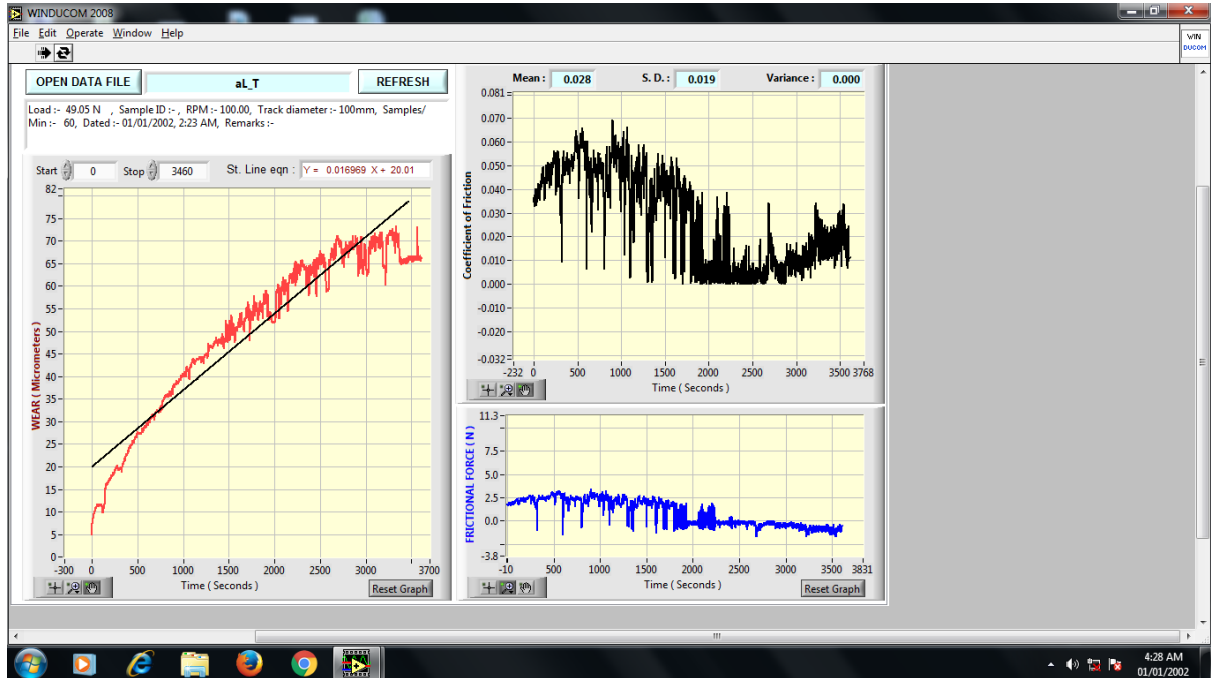 WINDUCOM 2008
File Edit Operate Window Help
WIN
DUCOM
OPEN DATA FILE
aL_T
REFRESH
Load :- 49.05 N , Sample ID :- , RPM :- 100.00, Track diameter :- 100mm, Samples/
Min :- 60, Dated :- 01/01/2002, 2:23 AM, Remarks :-
Start 0 Stop 3460 St. Line eqn : Y = 0.016969 X + 20.01
WEAR ( Micrometers )
82
75
70
65
60
55
50
45
40
35
30
25
20
15
10
5
0
-300 0 500 1000 1500 2000 2500 3000 3700
Time ( Seconds )
Reset Graph
Mean : 0.028 S. D. : 0.019 Variance : 0.000
Coefficient of Friction
0.081
0.070
0.060
0.050
0.040
0.030
0.020
0.010
0.000
-0.010
-0.020
-0.032
-232 0 500 1000 1500 2000 2500 3000 3500 3768
Time ( Seconds )
FRICTIONAL FORCE ( N )
11.3
7.5
5.0
2.5
0.0
-3.8
-10 500 1000 1500 2000 2500 3000 3500 3831
Time ( Seconds )
Reset Graph
4:28 AM
01/01/2002